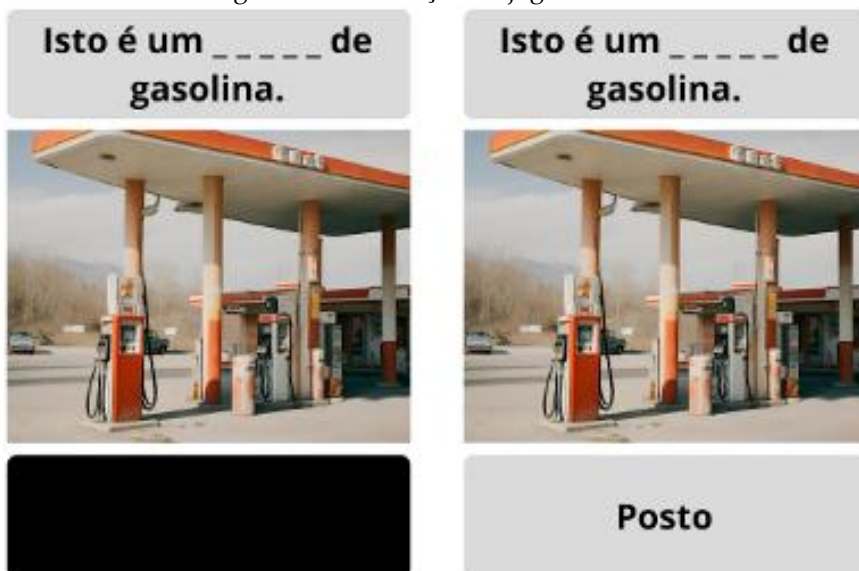 Isto é um _ _ _ _ _ de
gasolina.
Isto é um _ _ _ _ _ de
gasolina.
Posto